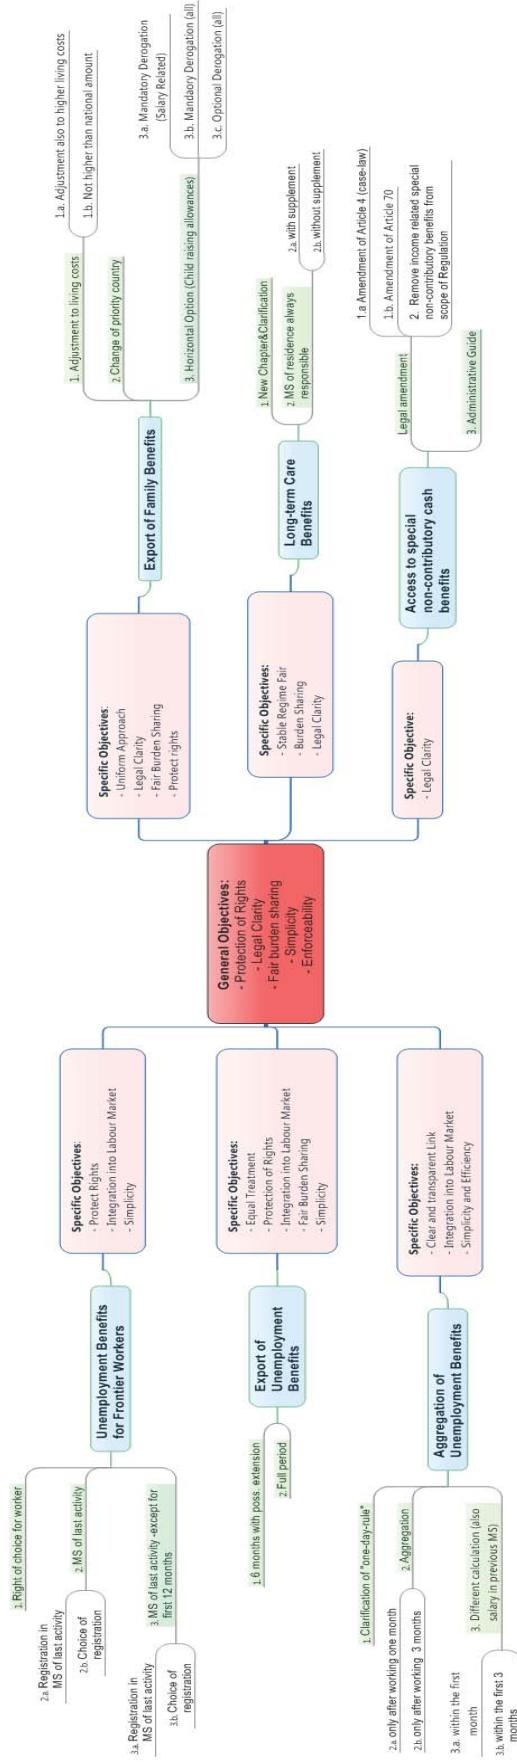 General Objectives:
- Protection of Rights
- Legal Clarity
- Fair burden sharing
- Simplicity
- Enforceability
Specific Objectives:
- Protect Rights
- Integration into Labour Market
- Simplicity
Unemployment Benefits
for Frontier Workers
1. Right of choice for worker
2. MS of last activity
2.a. Registration in
MS of last activity
2.b. Choice of
registration
3. MS of last activity -except for
first 12 months
3.a. Registration in
MS of last activity
3.b. Choice of
registration
Specific Objectives:
- Equal Treatment
- Protection of Rights
- Integration into Labour Market
- Fair Burden Sharing
- Simplicity
Export of
Unemployment
Benefits
1. 6 months with poss. extension
2. Full period
Specific Objectives:
- Clear and transparent Link
- Integration into Labour Market
- Simplicity and Efficiency
Aggregation of
Unemployment Benefits
1. Clarification of "one-day-rule"
2. Aggregation
2.a. only after working one month
2.b. only after working 3 months
3. Different calculation (also
salary in previous MS)
3.a. within the first
month
3.b. within the first 3
months
Specific Objectives:
- Uniform Approach
- Legal Clarity
- Fair Burden Sharing
- Protect rights
Export of Family Benefits
1. Adjustment to living costs
1.a. Adjustment also to higher living costs
1.b. Not higher than national amount
2. Change of priority country
3. Horizontal Option (Child raising allowances)
3.a. Mandatory Derogation
(Salary Related)
3.b. Mandaory Derogation (all)
3.c. Optional Derogation (all)
Specific Objectives:
- Stable Regime Fair
- Burden Sharing
- Legal Clarity
Long-term Care
Benefits
1. New Chapter&Clarification
2. MS of residence always
responsible
2.a. with supplement
2.b. without supplement
Specific Objective:
- Legal Clarity
Access to special
non-contributory cash
benefits
Legal amendment
1.a Amendment of Article 4 (case-law)
1.b. Amendment of Article 70
2. Remove income related special
non-contributory benefits from
scope of Regulation
3. Administrative Guide